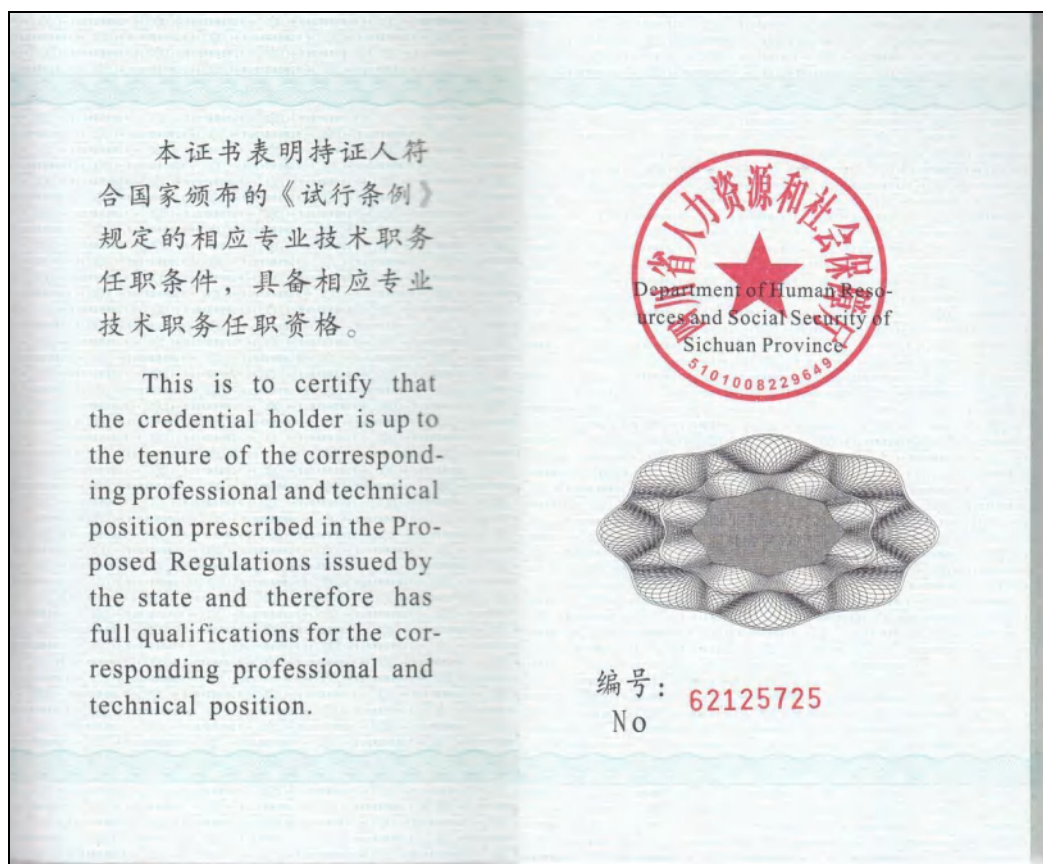 本证书表明持证人符
合国家颁布的《试行条例》
规定的相应专业技术职务
任职条件，具备相应专业
技术职务任职资格。
This is to certify that
the credential holder is up to
the tenure of the correspond-
ing professional and technical
position prescribed in the Pro-
posed Regulations issued by
the state and therefore has
full qualifications for the cor-
responding professional and
technical position.
四川省人力资源和社会保障厅
Department of Human Reso-
urces and Social Security of
Sichuan Province
5101008229649
编号：
No
62125725